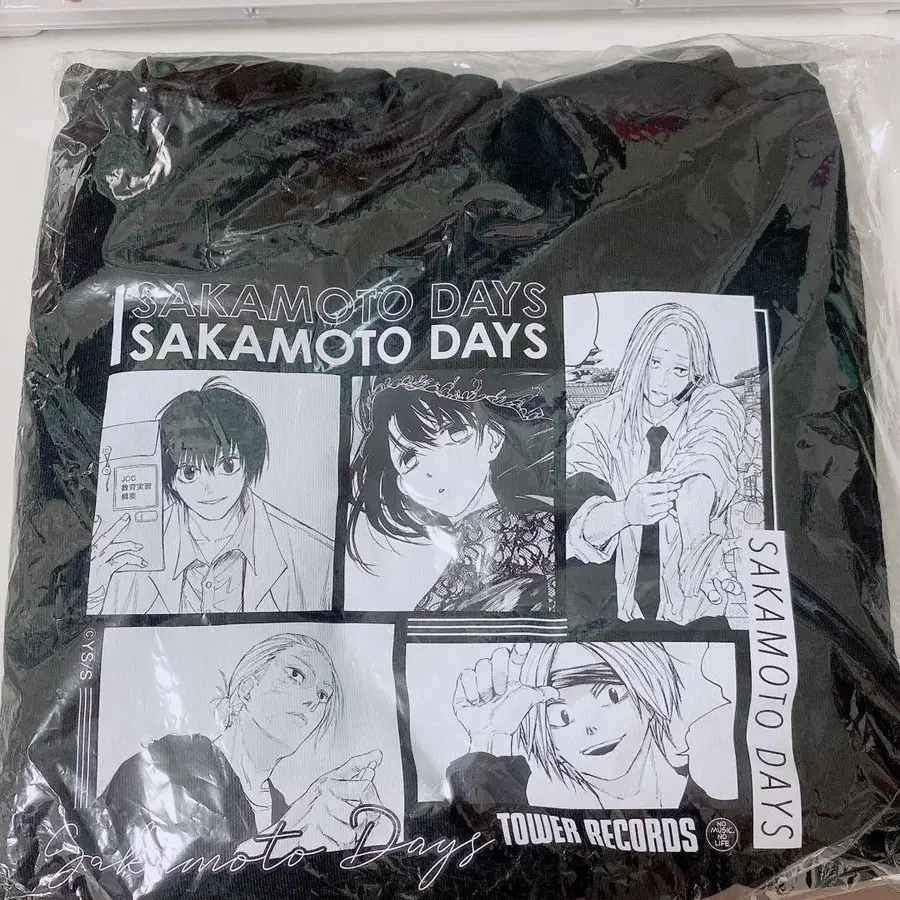 SAKAMOTO DAYS
SAKAMOTO DAYS
JCC
教育実習
概要
SAKAMOTO DAYS
©YS/S
Sakamoto Days
TOWER RECORDS
NO
MUSIC,
NO
LIFE.